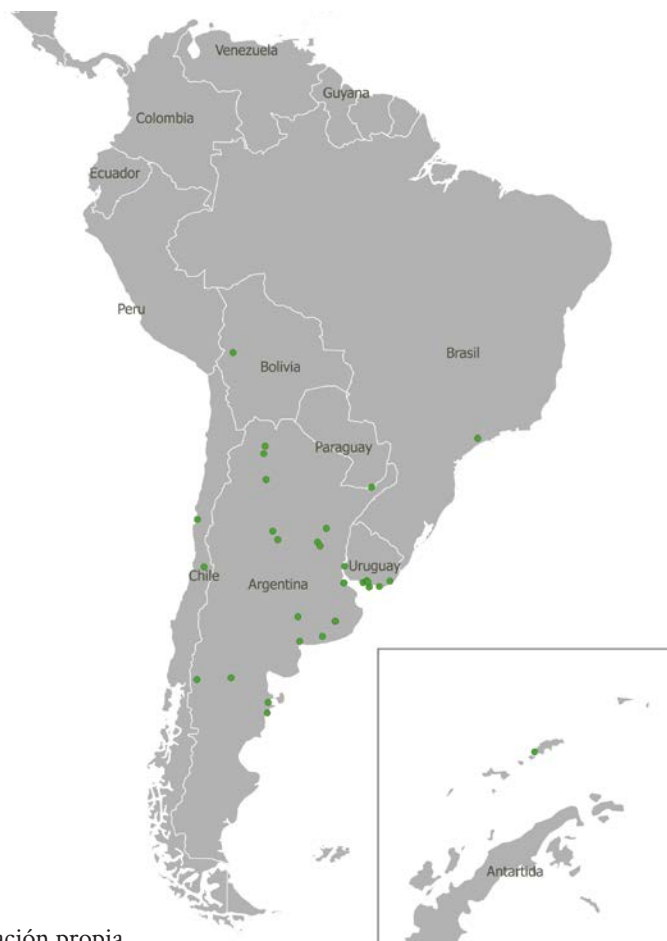 Venezuela
Guyana
Colombia
Ecuador
Peru
Brasil
Bolivia
Paraguay
Uruguay
Chile
Argentina
Antartida
ación propia